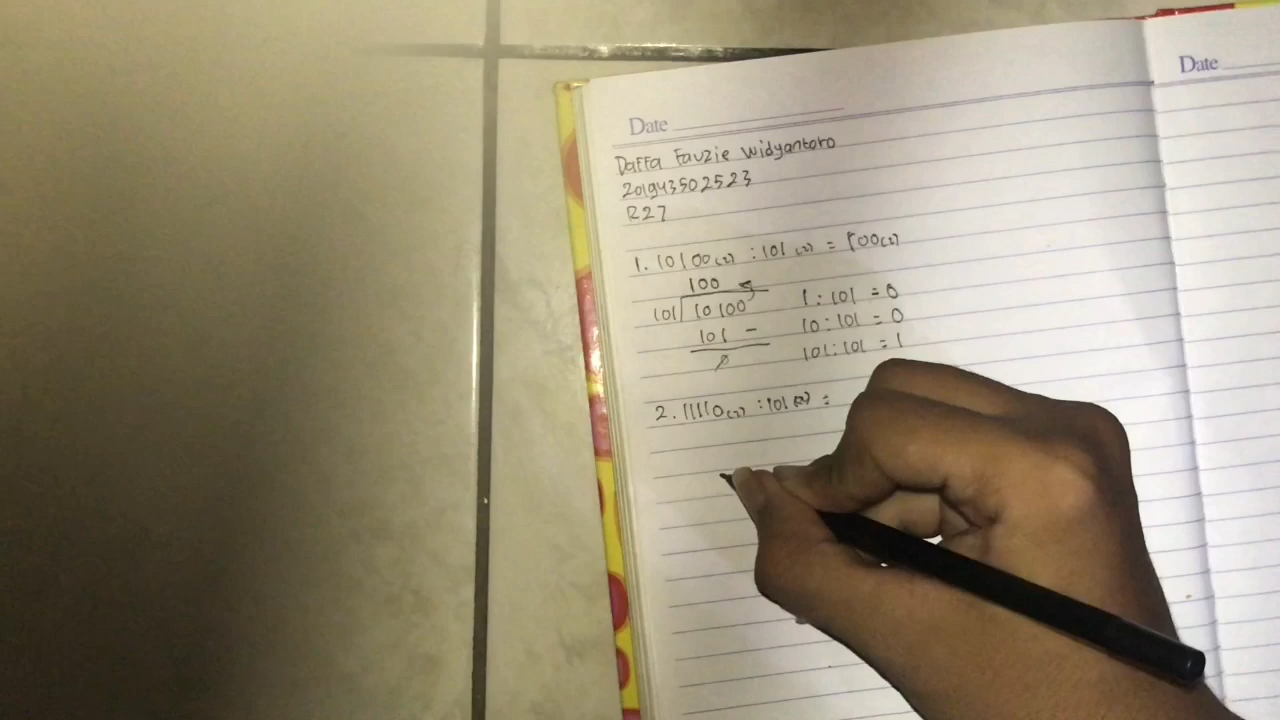 Date
Date
Daffa Fauzie Widyantoro
201943502523
R27
1. 10100(2) : 101 (2) = 100(2)
100
101 10100 1 : 101 = 0
101 - 10 : 101 = 0
0 101 : 101 = 1
2. 11110(2) : 101(2) =